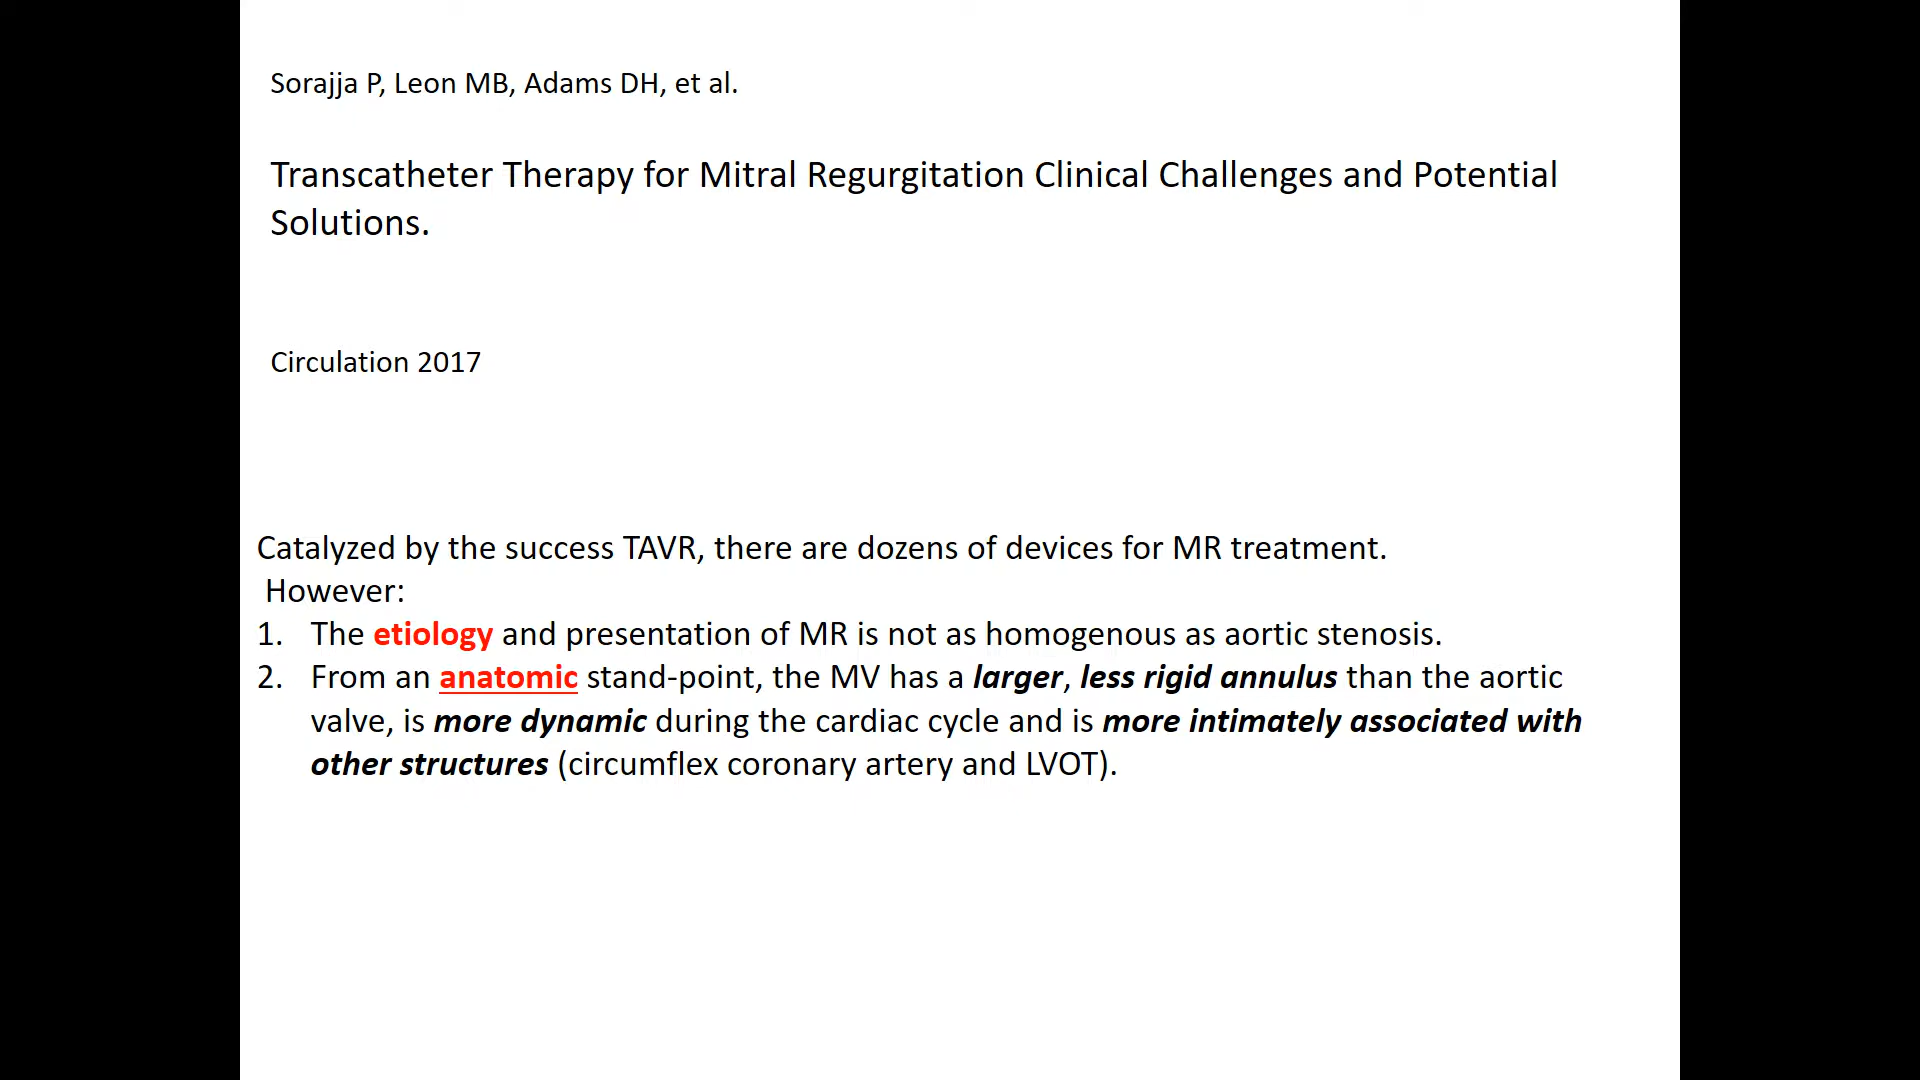 Sorajja P, Leon MB, Adams DH, et al.
Transcatheter Therapy for Mitral Regurgitation Clinical Challenges and Potential
Solutions.
Circulation 2017
Catalyzed by the success TAVR, there are dozens of devices for MR treatment.
However:
1. The etiology and presentation of MR is not as homogenous as aortic stenosis.
2. From an anatomic stand-point, the MV has a larger, less rigid annulus than the aortic
valve, is more dynamic during the cardiac cycle and is more intimately associated with
other structures (circumflex coronary artery and LVOT).